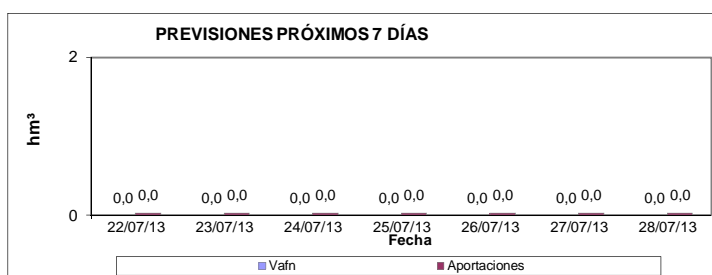 PREVISIONES PRÓXIMOS 7 DÍAS
2
hm³
0,0 0,0 0,0 0,0 0,0 0,0 0,0 0,0 0,0 0,0 0,0 0,0 0,0 0,0
0
22/07/13 23/07/13 24/07/13 25/07/13 26/07/13 27/07/13 28/07/13
Fecha
Vafn Aportaciones